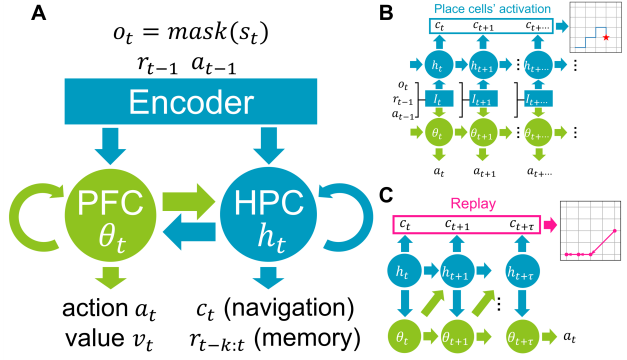 A
o_t = mask(s_t)
r_{t-1} a_{t-1}
Encoder
PFC
θ_t
HPC
h_t
action a_t
value v_t
c_t (navigation)
r_{t-k:t} (memory)
B
Place cells' activation
c_t c_{t+1} c_{t+⋯}
h_t h_{t+1} ⋮ h_{t+⋯} ⋮
o_t
r_{t-1}
a_{t-1}
I_t I_{t+1} I_{t+⋯}
θ_t θ_{t+1} ⋮ θ_{t+⋯} ⋮
a_t a_{t+1} a_{t+⋯}
C
Replay
c_t c_{t+1} c_{t+τ}
h_t h_{t+1} h_{t+τ}
⋮
θ_t θ_{t+1} θ_{t+τ} a_t